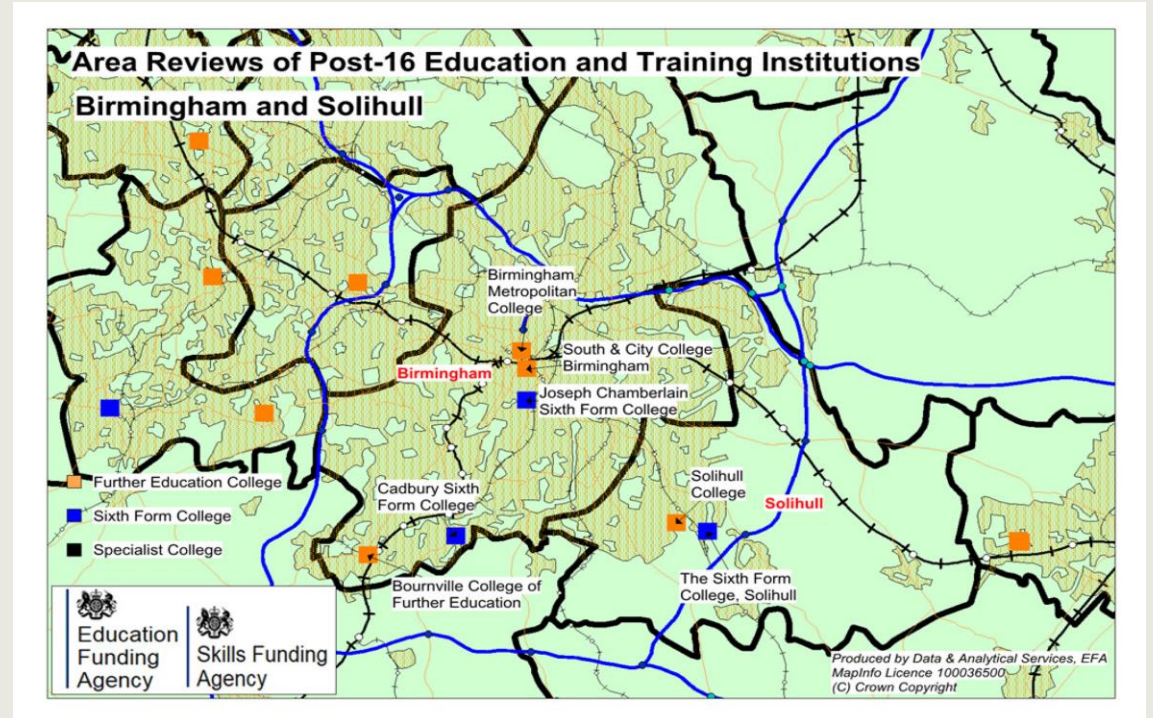 Area Reviews of Post-16 Education and Training Institutions
Birmingham and Solihull
Birmingham
Metropolitan
College
South & City College
Birmingham
Birmingham
Joseph Chamberlain
Sixth Form College
Further Education College
Sixth Form College
Specialist College
Cadbury Sixth
Form College
Solihull
College
Solihull
Bournville College of
Further Education
The Sixth Form
College, Solihull
Education
Funding
Agency
Skills Funding
Agency
Produced by Data & Analytical Services, EFA
MapInfo Licence 100036500
(C) Crown Copyright